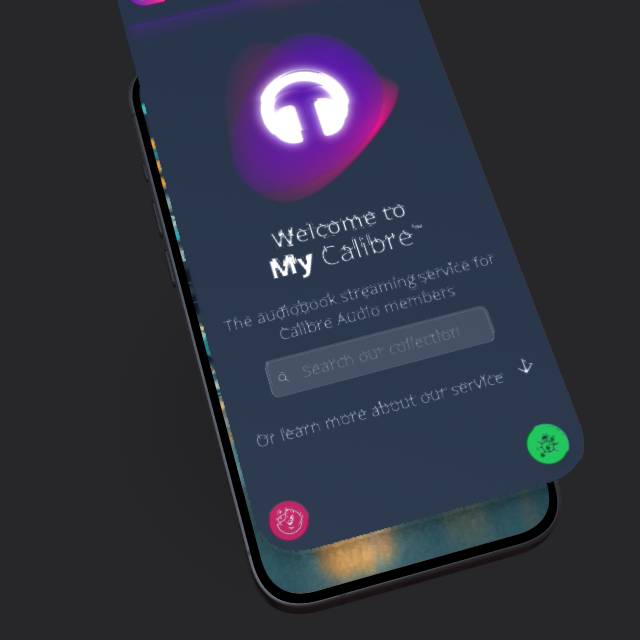 Welcome to
My Calibre™
The audiobook streaming service for
Calibre Audio members
Search our collection
Or learn more about our service